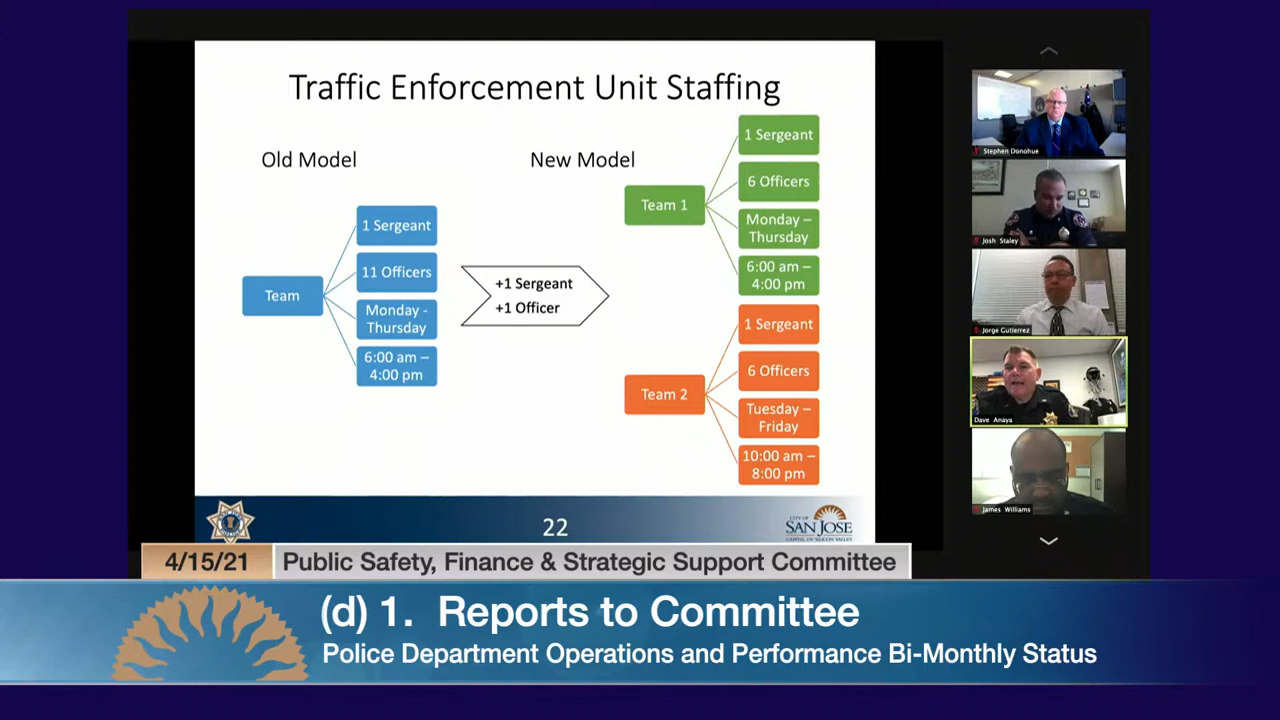 Traffic Enforcement Unit Staffing
Old Model
New Model
Team
1 Sergeant
11 Officers
Monday -
Thursday
6:00 am –
4:00 pm
+1 Sergeant
+1 Officer
Team 1
1 Sergeant
6 Officers
Monday –
Thursday
6:00 am –
4:00 pm
Team 2
1 Sergeant
6 Officers
Tuesday –
Friday
10:00 am –
8:00 pm
22
CITY OF
SAN JOSE
CAPITAL OF SILICON VALLEY
Stephen Donohue
Josh Staley
Jorge Gutierrez
Dave Anaya
James Williams
4/15/21
Public Safety, Finance & Strategic Support Committee
(d) 1. Reports to Committee
Police Department Operations and Performance Bi-Monthly Status